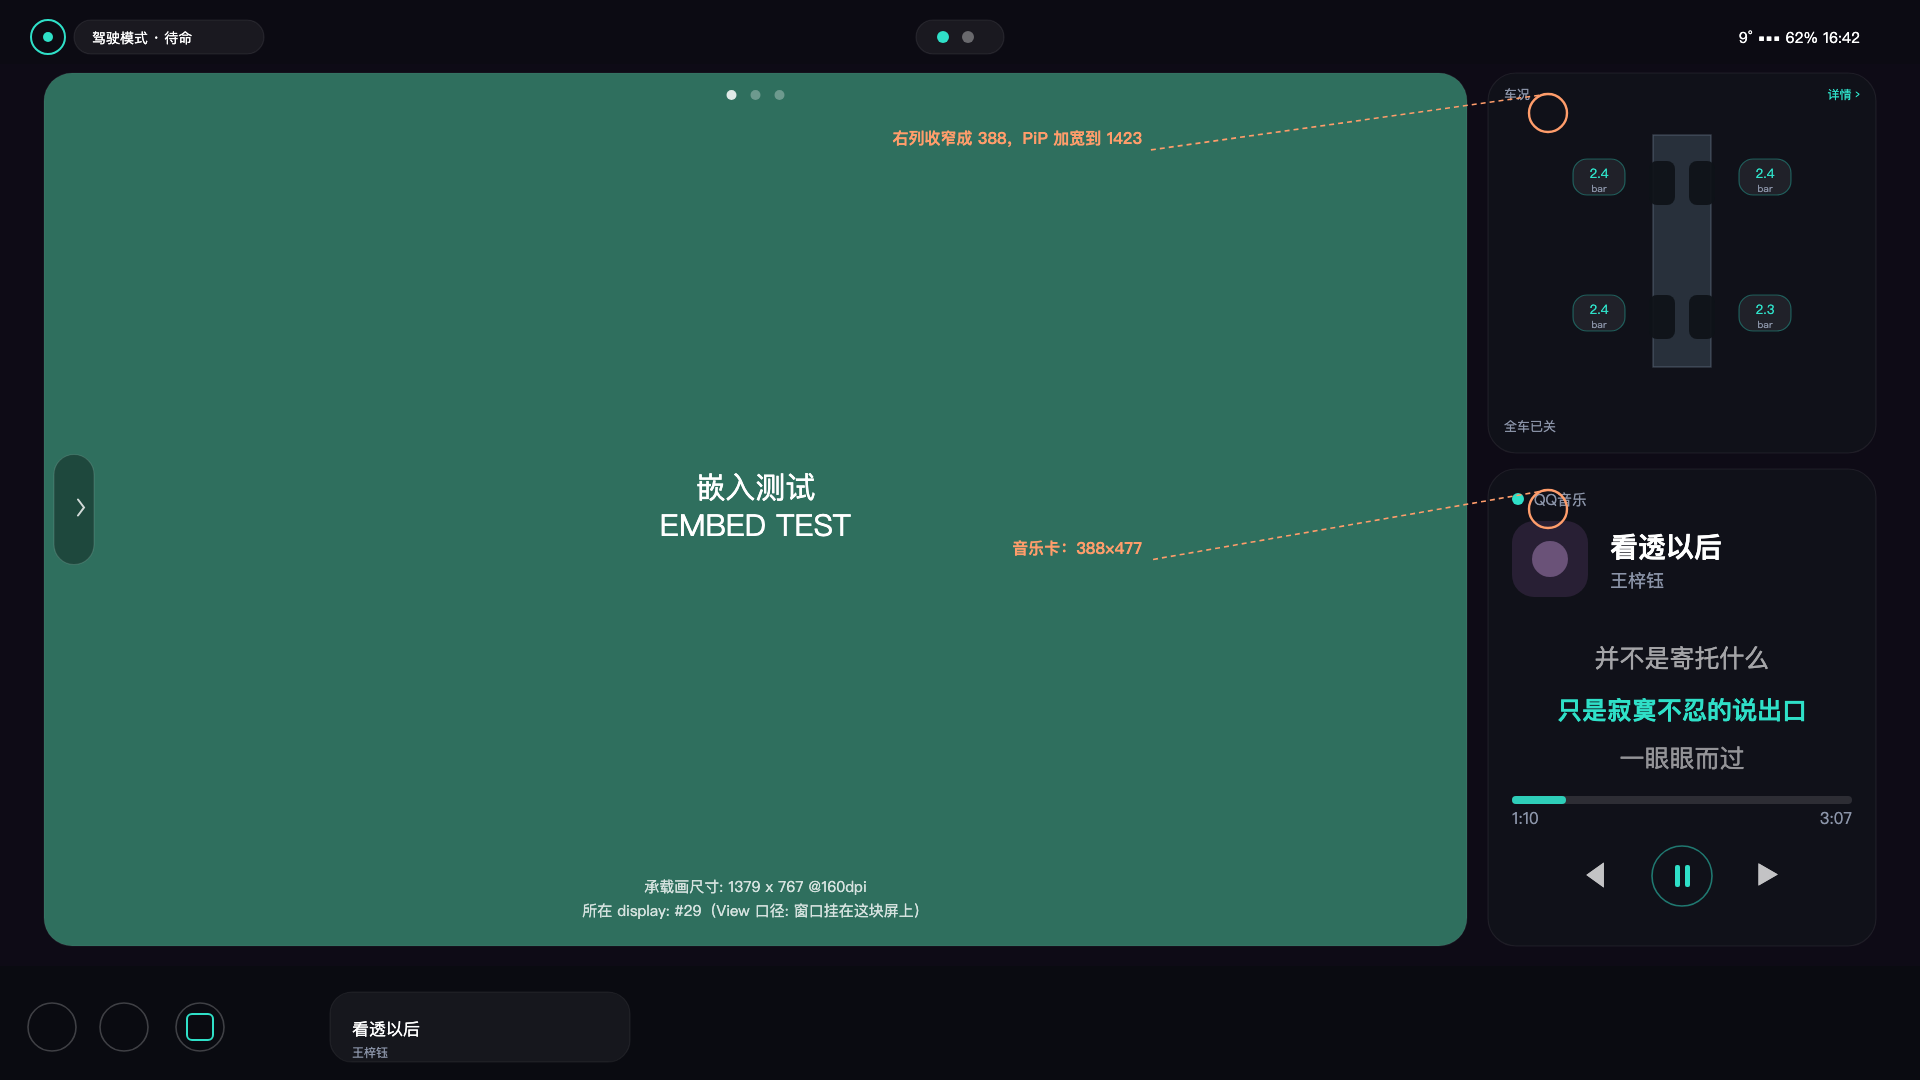 驾驶模式 · 待命
9° ▪▪▪ 62% 16:42
右列收窄成 388，PiP 加宽到 1423
嵌入测试
EMBED TEST
音乐卡：388×477
承载画尺寸: 1379 x 767 @160dpi
所在 display: #29（View 口径: 窗口挂在这块屏上）
车况
详情 ›
2.4
bar
2.4
bar
2.4
bar
2.3
bar
全车已关
QQ音乐
看透以后
王梓钰
并不是寄托什么
只是寂寞不忍的说出口
一眼眼而过
1:10
3:07
看透以后
王梓钰